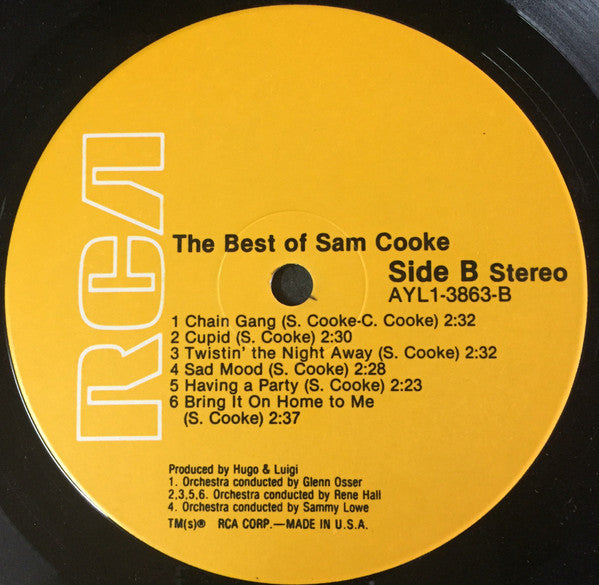 RCA
The Best of Sam Cooke
Side B Stereo
AYL1-3863-B
1 Chain Gang (S. Cooke-C. Cooke) 2:32
2 Cupid (S. Cooke) 2:30
3 Twistin' the Night Away (S. Cooke) 2:32
4 Sad Mood (S. Cooke) 2:28
5 Having a Party (S. Cooke) 2:23
6 Bring It On Home to Me
(S. Cooke) 2:37
Produced by Hugo & Luigi
1. Orchestra conducted by Glenn Osser
2,3,5,6. Orchestra conducted by Rene Hall
4. Orchestra conducted by Sammy Lowe
TM(s)® RCA CORP.—MADE IN U.S.A.